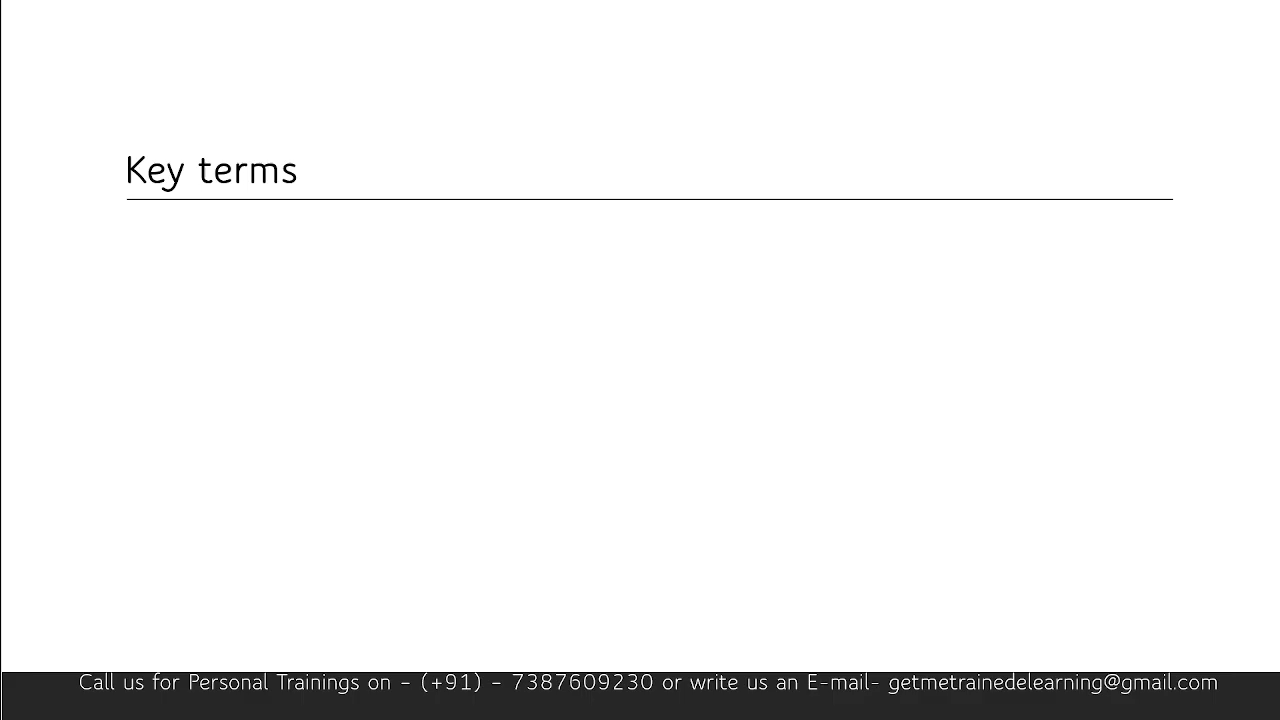 Key terms
Call us for Personal Trainings on – (+91) – 7387609230 or write us an E-mail- getmetrainedelearning@gmail.com